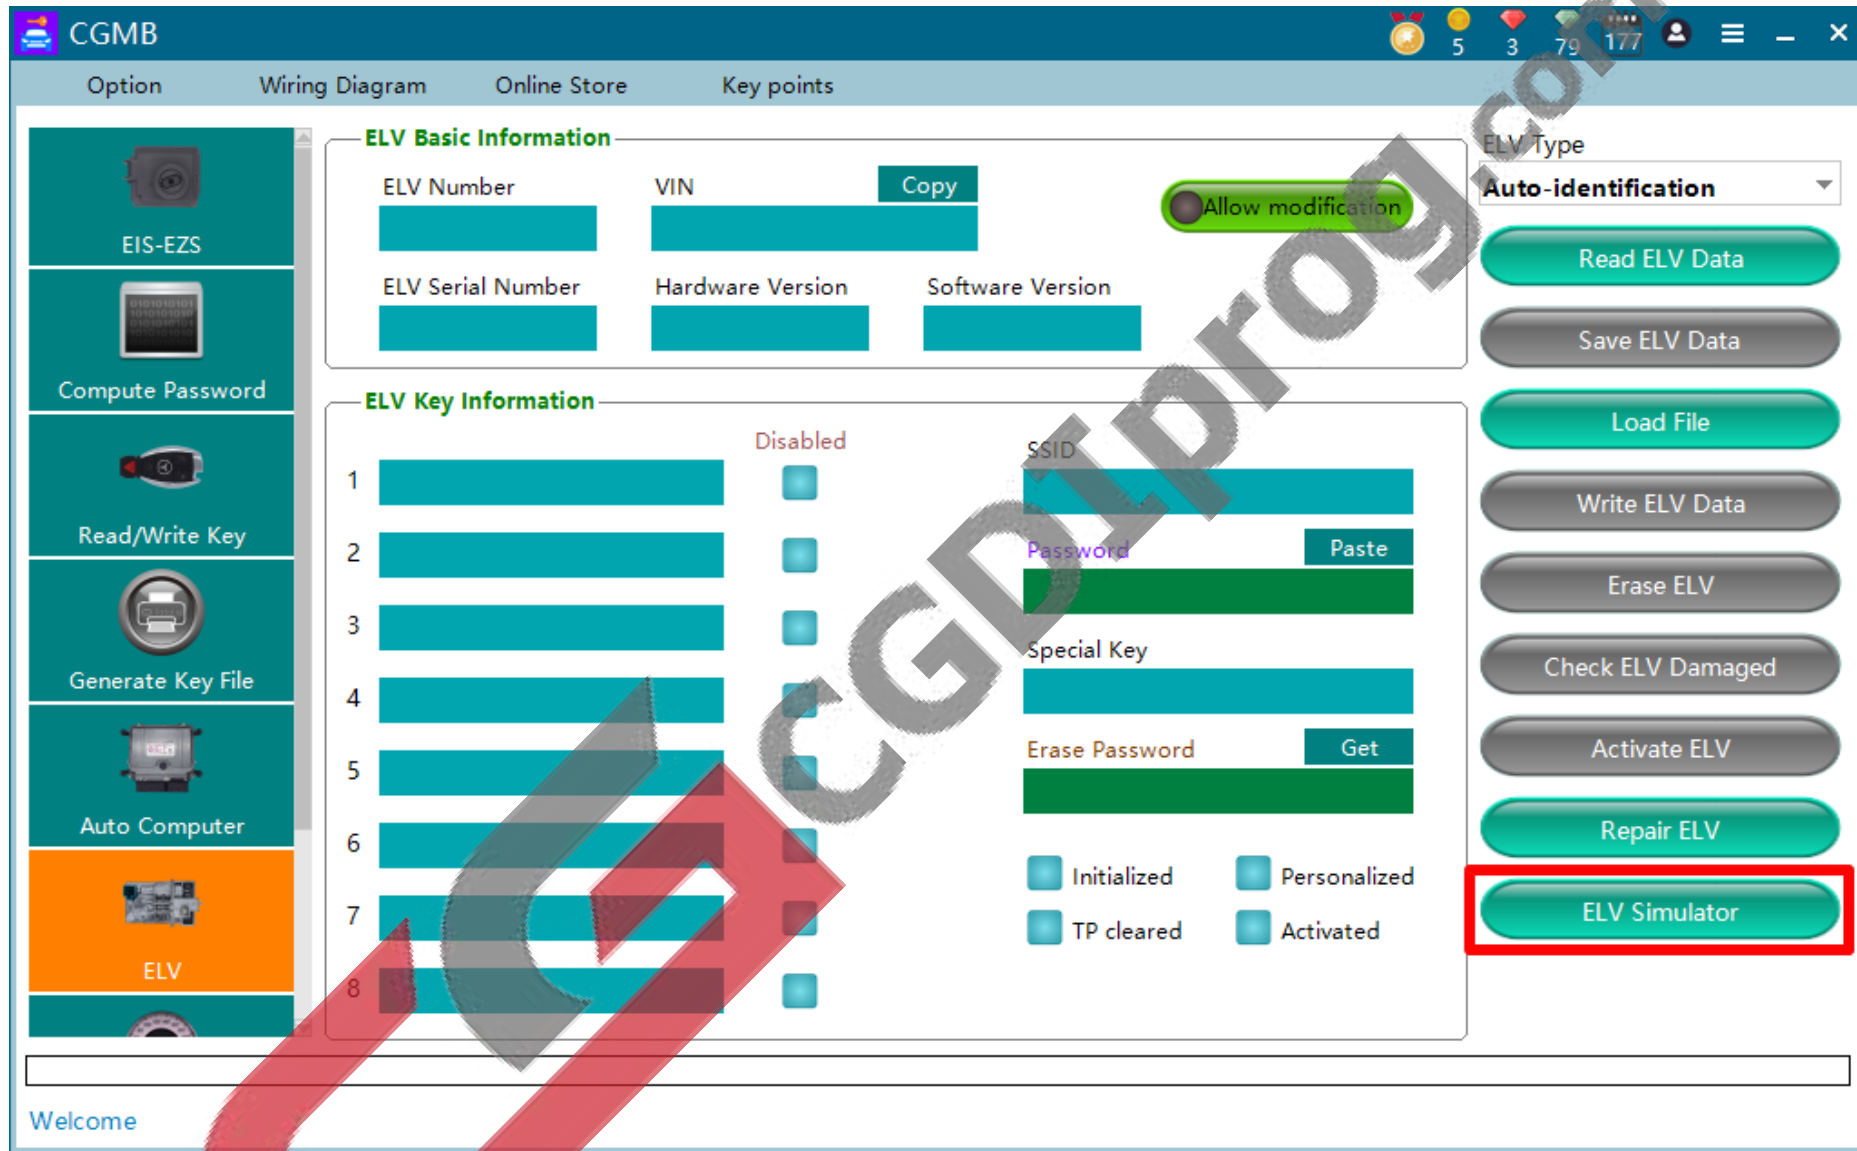 CGMB
5
3
79
177
Option
Wiring Diagram
Online Store
Key points
EIS-EZS
Compute Password
Read/Write Key
Generate Key File
Auto Computer
ELV
ELV Basic Information
ELV Number
VIN
Copy
Allow modification
ELV Serial Number
Hardware Version
Software Version
ELV Key Information
Disabled
1
2
3
4
5
6
7
8
SSID
Password
Paste
Special Key
Erase Password
Get
Initialized
Personalized
TP cleared
Activated
ELV Type
Auto-identification
Read ELV Data
Save ELV Data
Load File
Write ELV Data
Erase ELV
Check ELV Damaged
Activate ELV
Repair ELV
ELV Simulator
Welcome
CGDIprog.com